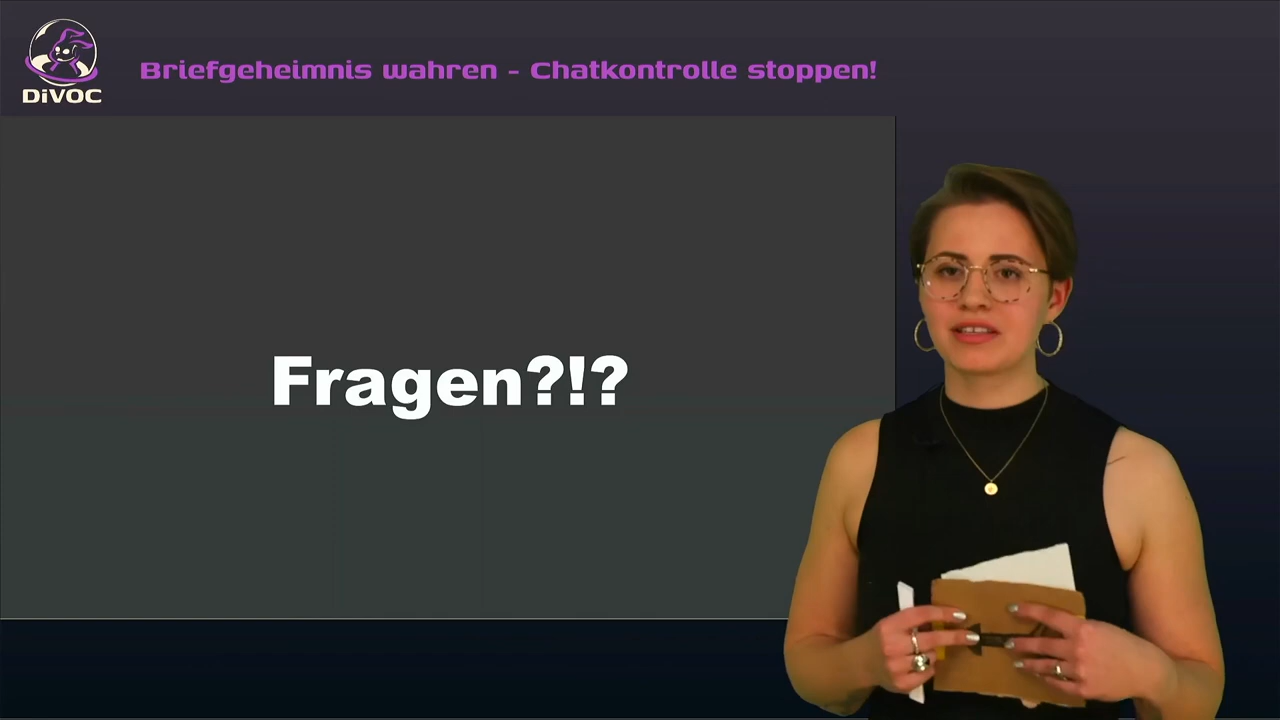 Briefgeheimnis wahren - Chatkontrolle stoppen!
DiVOC
Fragen?!?